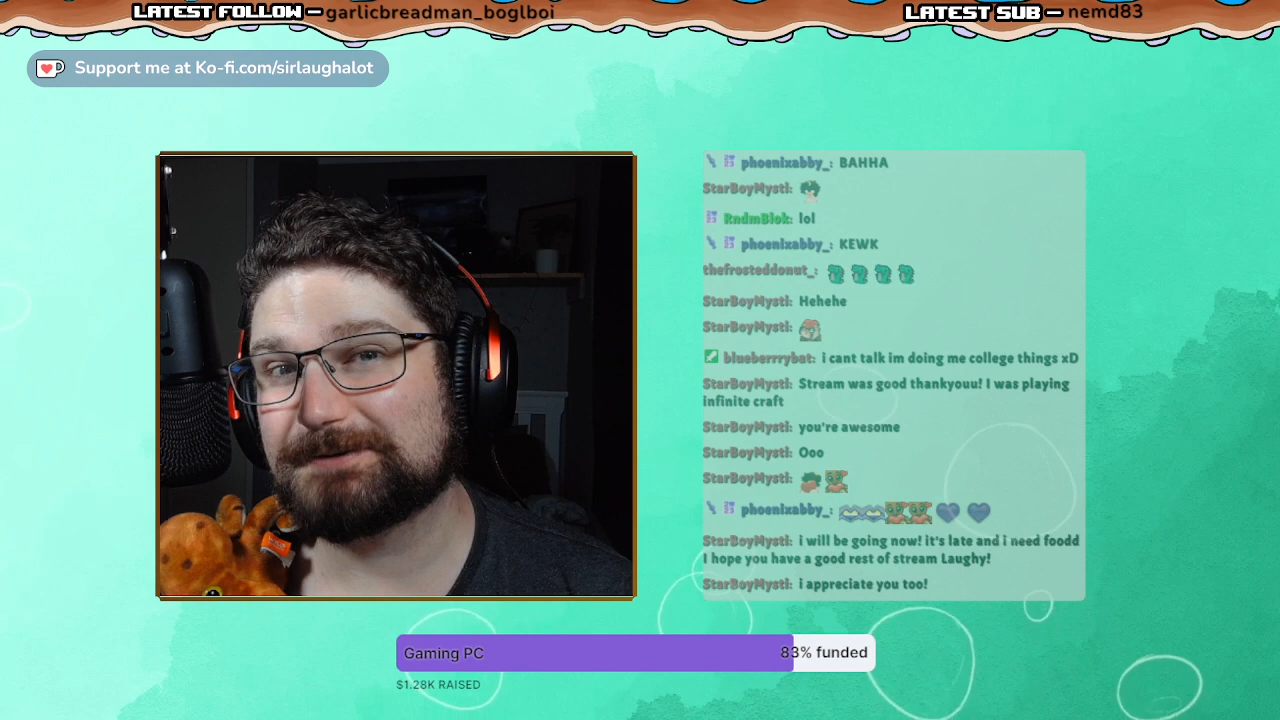 LATEST FOLLOW – garlicbreadman_boglboi
LATEST SUB – nemd83
Support me at Ko-fi.com/sirlaughalot
phoenixabby_: BAHHA
StarBoyMystl:
RndmBlok: lol
phoenixabby_: KEWK
thefrosteddonut_:
StarBoyMystl: Hehehe
StarBoyMystl:
blueberrrybat: i cant talk im doing me college things xD
StarBoyMystl: Stream was good thankyouu! I was playing
infinite craft
StarBoyMystl: you're awesome
StarBoyMystl: Ooo
StarBoyMystl:
phoenixabby_:
StarBoyMystl: i will be going now! it's late and i need foodd
I hope you have a good rest of stream Laughy!
StarBoyMystl: i appreciate you too!
Gaming PC
83% funded
$1.28K RAISED